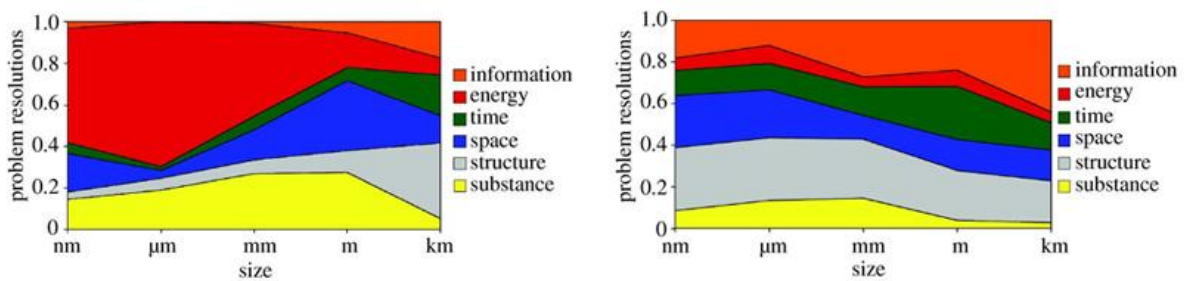 problem resolutions
1.0
0.8
0.6
0.4
0.2
0
nm
µm
mm
m
km
size
information
energy
time
space
structure
substance
problem resolutions
1.0
0.8
0.6
0.4
0.2
0
nm
µm
mm
m
km
size
information
energy
time
space
structure
substance